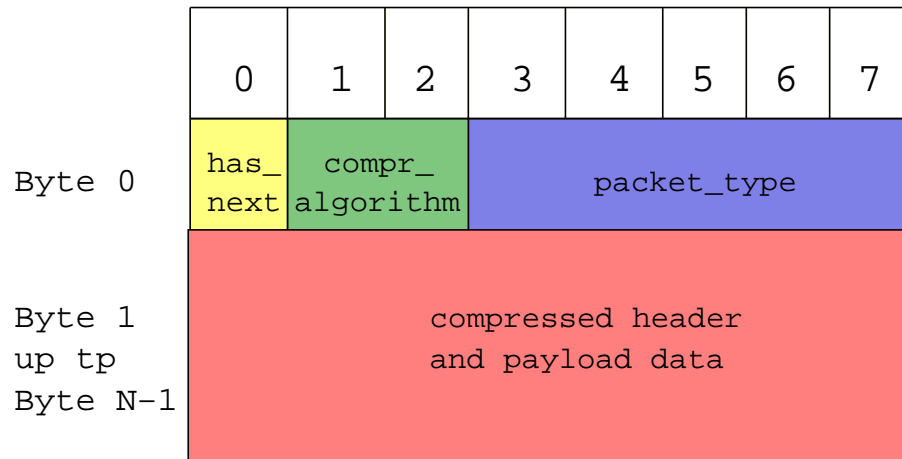 0 1 2 3 4 5 6 7
Byte 0
has_
next
compr_
algorithm
packet_type
Byte 1
up tp
Byte N-1
compressed header
and payload data